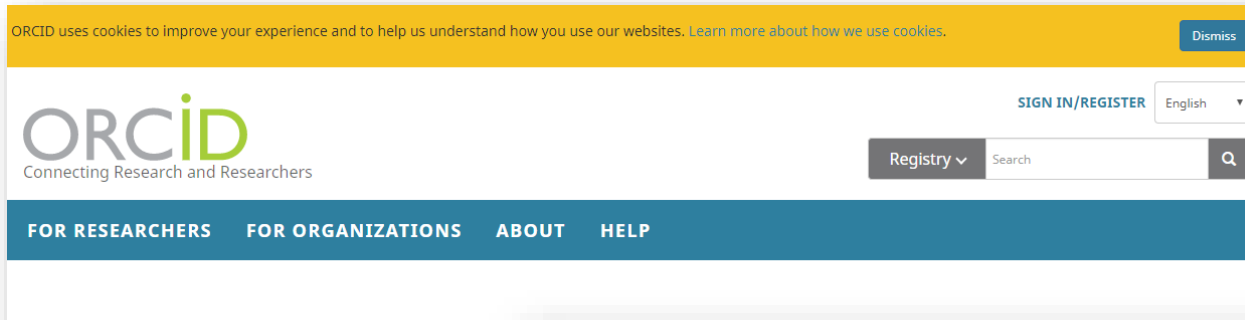 ORCID uses cookies to improve your experience and to help us understand how you use our websites. Learn more about how we use cookies.
Dismiss
SIGN IN/REGISTER
English
ORCiD
Connecting Research and Researchers
Registry
Search
FOR RESEARCHERS FOR ORGANIZATIONS ABOUT HELP